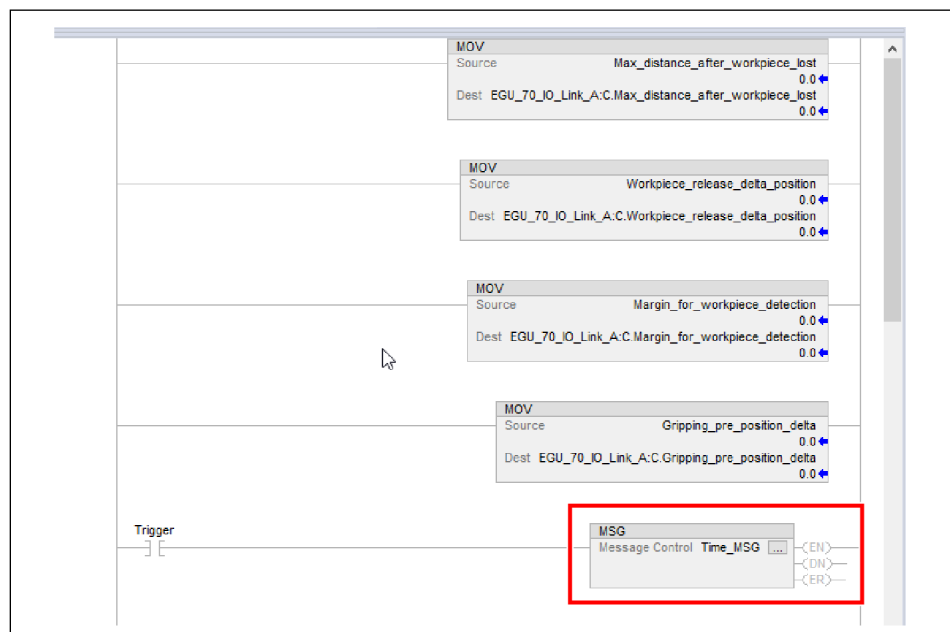 MOV
Source Max_distance_after_workpiece_lost
0.0
Dest EGU_70_IO_Link_A:C.Max_distance_after_workpiece_lost
0.0
MOV
Source Workpiece_release_delta_position
0.0
Dest EGU_70_IO_Link_A:C.Workpiece_release_delta_position
0.0
MOV
Source Margin_for_workpiece_detection
0.0
Dest EGU_70_IO_Link_A:C.Margin_for_workpiece_detection
0.0
MOV
Source Gripping_pre_position_delta
0.0
Dest EGU_70_IO_Link_A:C.Gripping_pre_position_delta
0.0
Trigger
MSG
Message Control Time_MSG ... (EN)
(DN)
(ER)